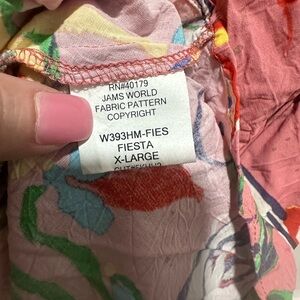 RN#40179
JAMS WORLD
FABRIC PATTERN
COPYRIGHT
W393HM-FIES
FIESTA
X-LARGE